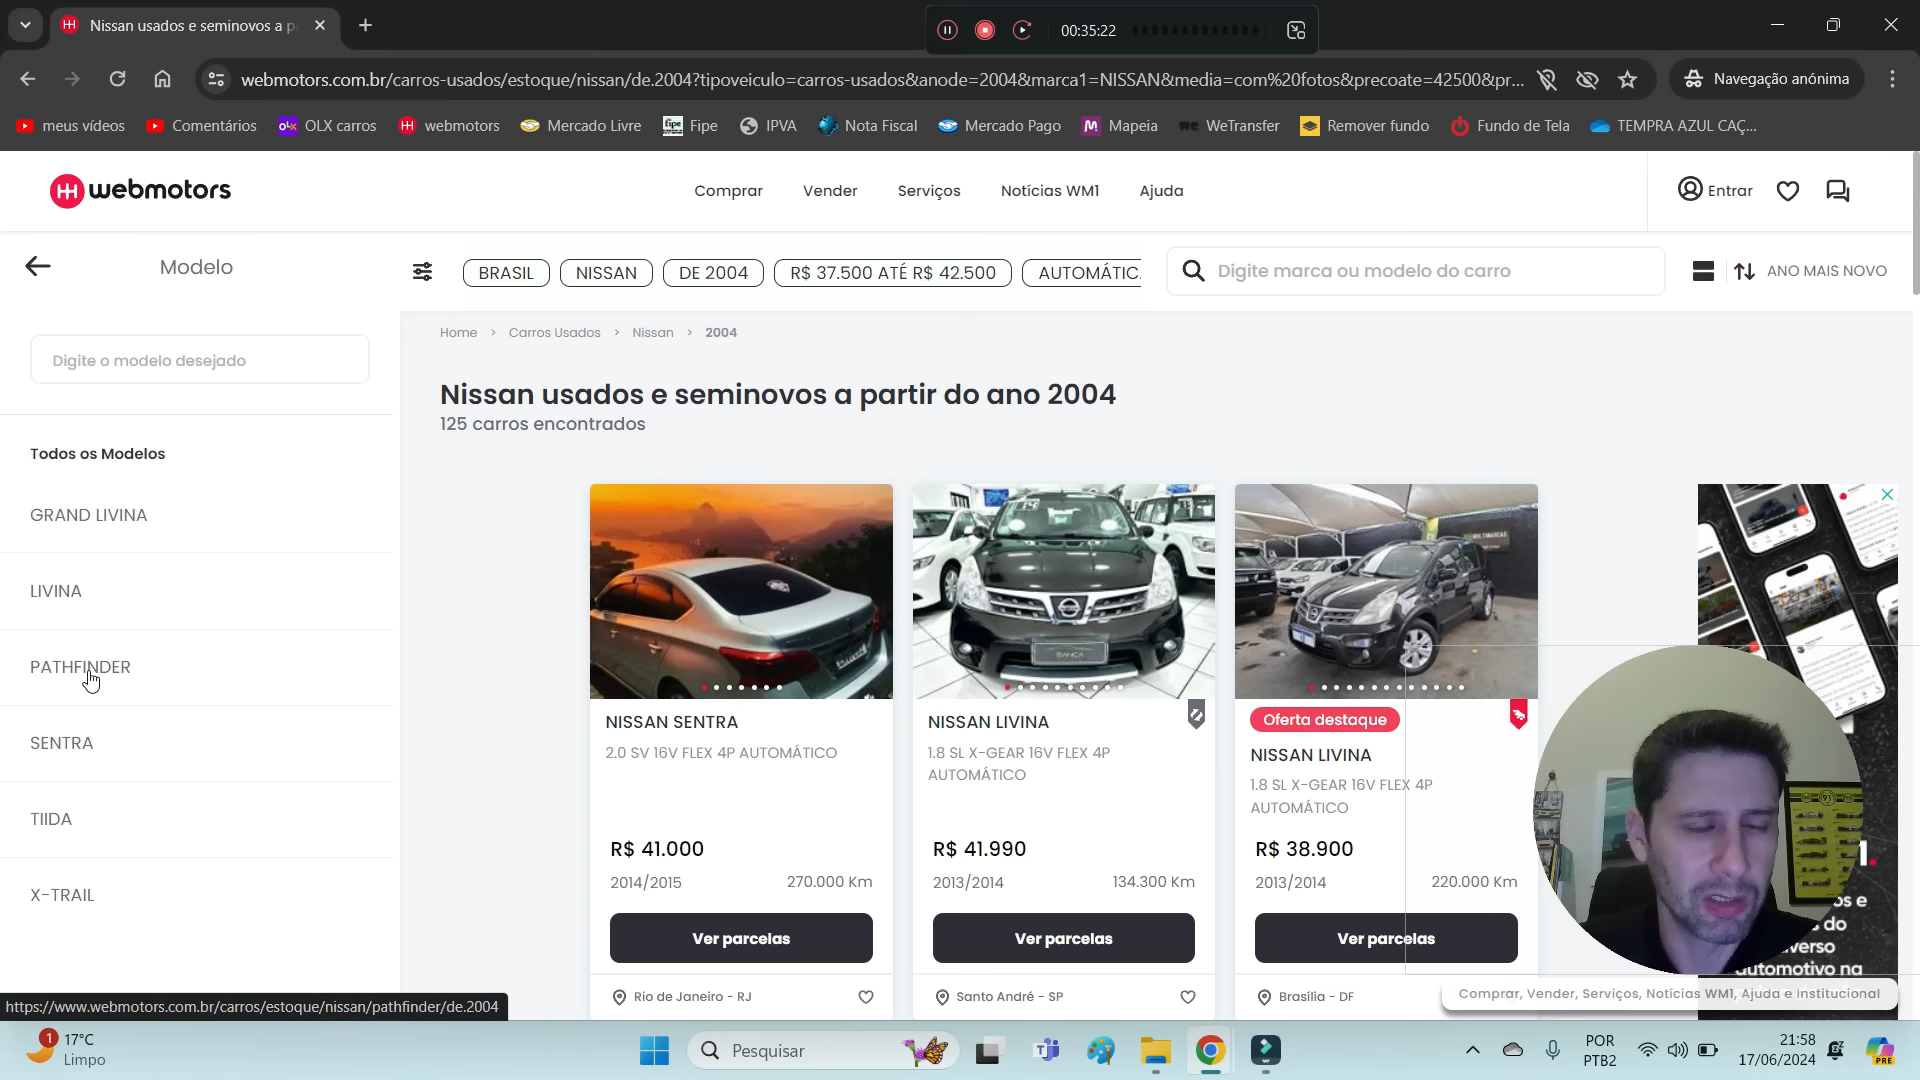 Nissan usados e seminovos a p
00:35:22
webmotors.com.br/carros-usados/estoque/nissan/de.2004?tipoveiculo=carros-usados&anode=2004&marca1=NISSAN&media=com%20fotos&precoate=42500&pr...
Navegação anónima
meus vídeos
Comentários
OLX carros
webmotors
Mercado Livre
Fipe
IPVA
Nota Fiscal
Mercado Pago
Mapeia
WeTransfer
Remover fundo
Fundo de Tela
TEMPRA AZUL CAÇ...
webmotors
Comprar
Vender
Serviços
Notícias WM1
Ajuda
Entrar
Modelo
BRASIL
NISSAN
DE 2004
R$ 37.500 ATÉ R$ 42.500
AUTOMÁTIC
Digite marca ou modelo do carro
ANO MAIS NOVO
Digite o modelo desejado
Todos os Modelos
GRAND LIVINA
LIVINA
PATHFINDER
SENTRA
TIIDA
X-TRAIL
Home > Carros Usados > Nissan > 2004
Nissan usados e seminovos a partir do ano 2004
125 carros encontrados
NISSAN SENTRA
2.0 SV 16V FLEX 4P AUTOMÁTICO
R$ 41.000
2014/2015
270.000 Km
Ver parcelas
Rio de Janeiro - RJ
NISSAN LIVINA
1.8 SL X-GEAR 16V FLEX 4P
AUTOMÁTICO
R$ 41.990
2013/2014
134.300 Km
Ver parcelas
Santo André - SP
Oferta destaque
NISSAN LIVINA
1.8 SL X-GEAR 16V FLEX 4P
AUTOMÁTICO
R$ 38.900
2013/2014
220.000 Km
Ver parcelas
Brasília - DF
os e
do
verso
automotivo na
Comprar, Vender, Serviços, Notícias WM1, Ajuda e Institucional
https://www.webmotors.com.br/carros/estoque/nissan/pathfinder/de.2004
1
17°C
Limpo
Pesquisar
POR
PTB2
21:58
17/06/2024